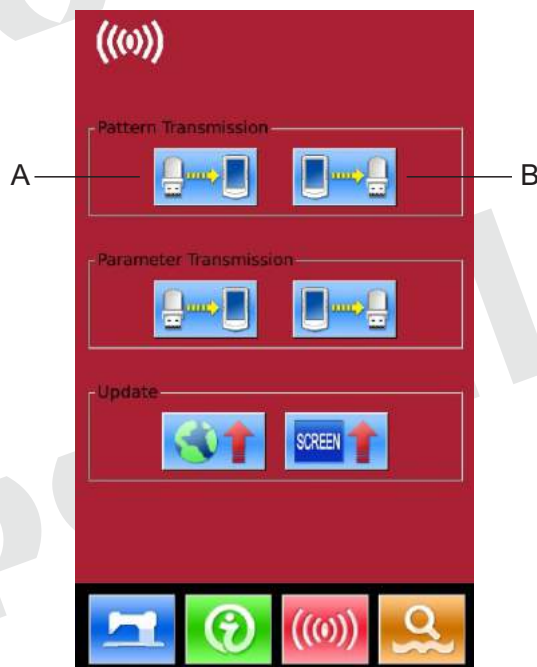 Pattern Transmission
A
B
Parameter Transmission
Update
SCREEN